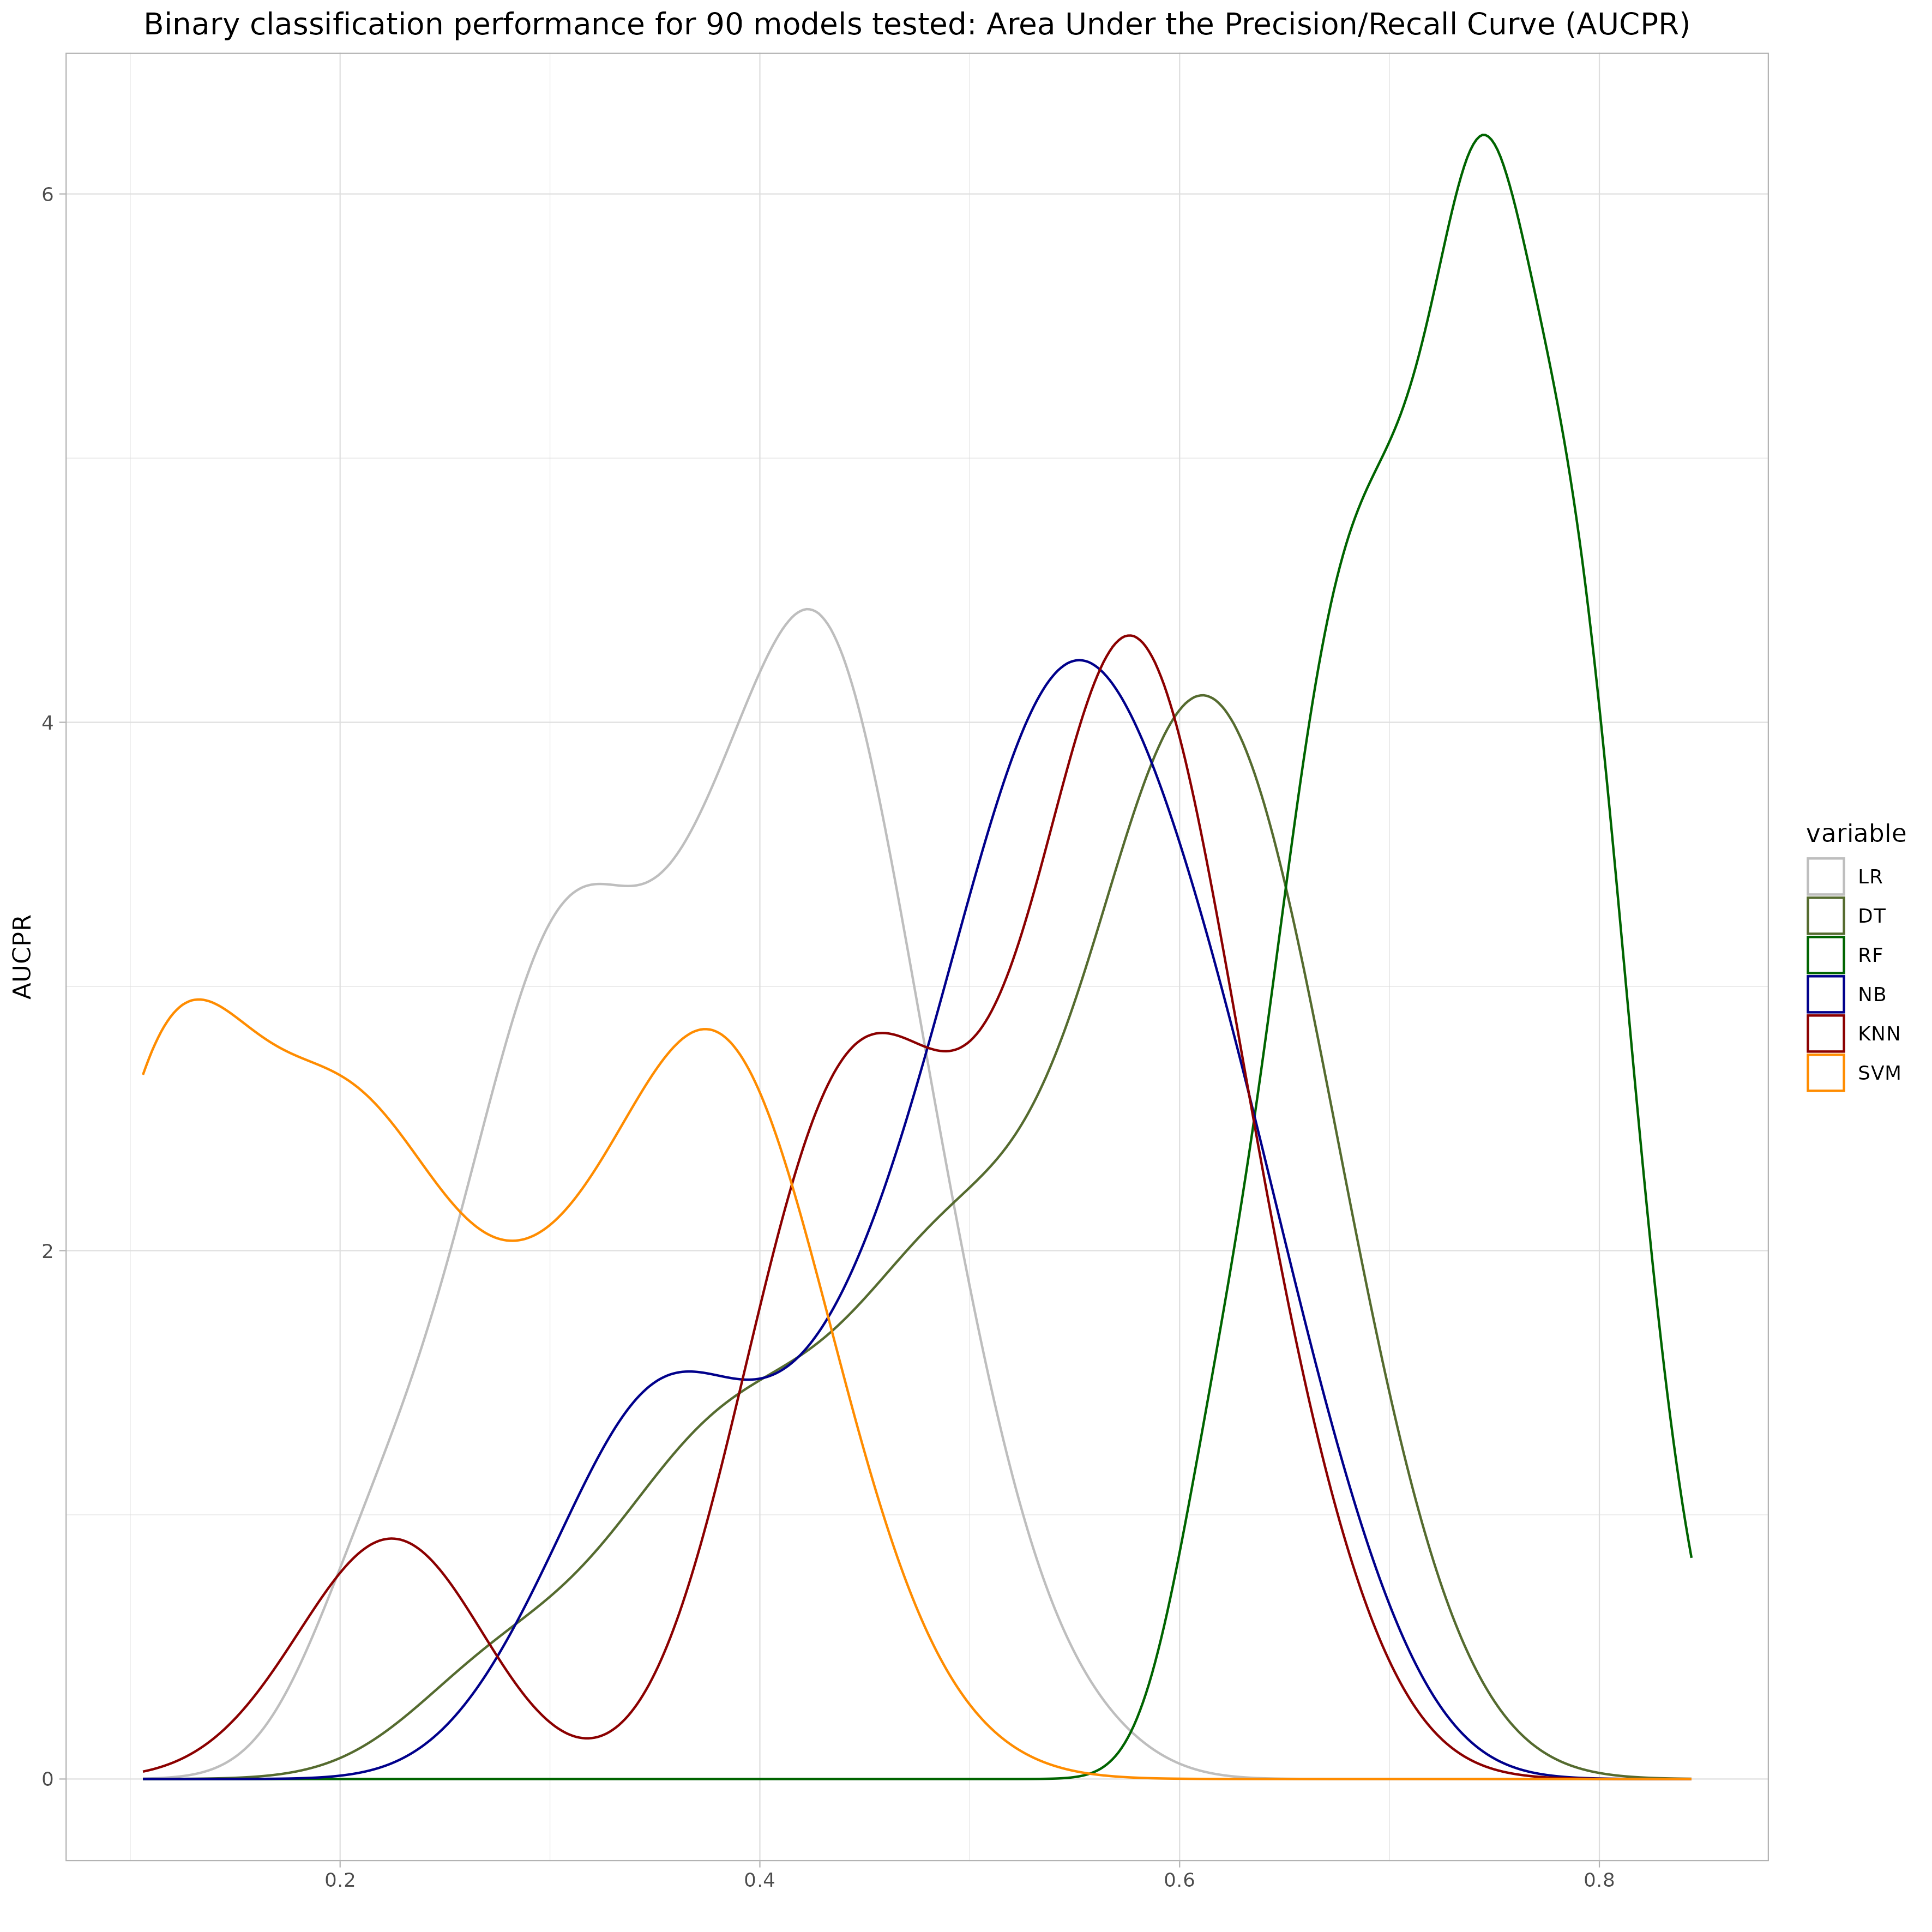 Binary classification performance for 90 models tested: Area Under the Precision/Recall Curve (AUCPR)
6
4
2
0
AUCPR
0.2 0.4 0.6 0.8
variable
LR
DT
RF
NB
KNN
SVM